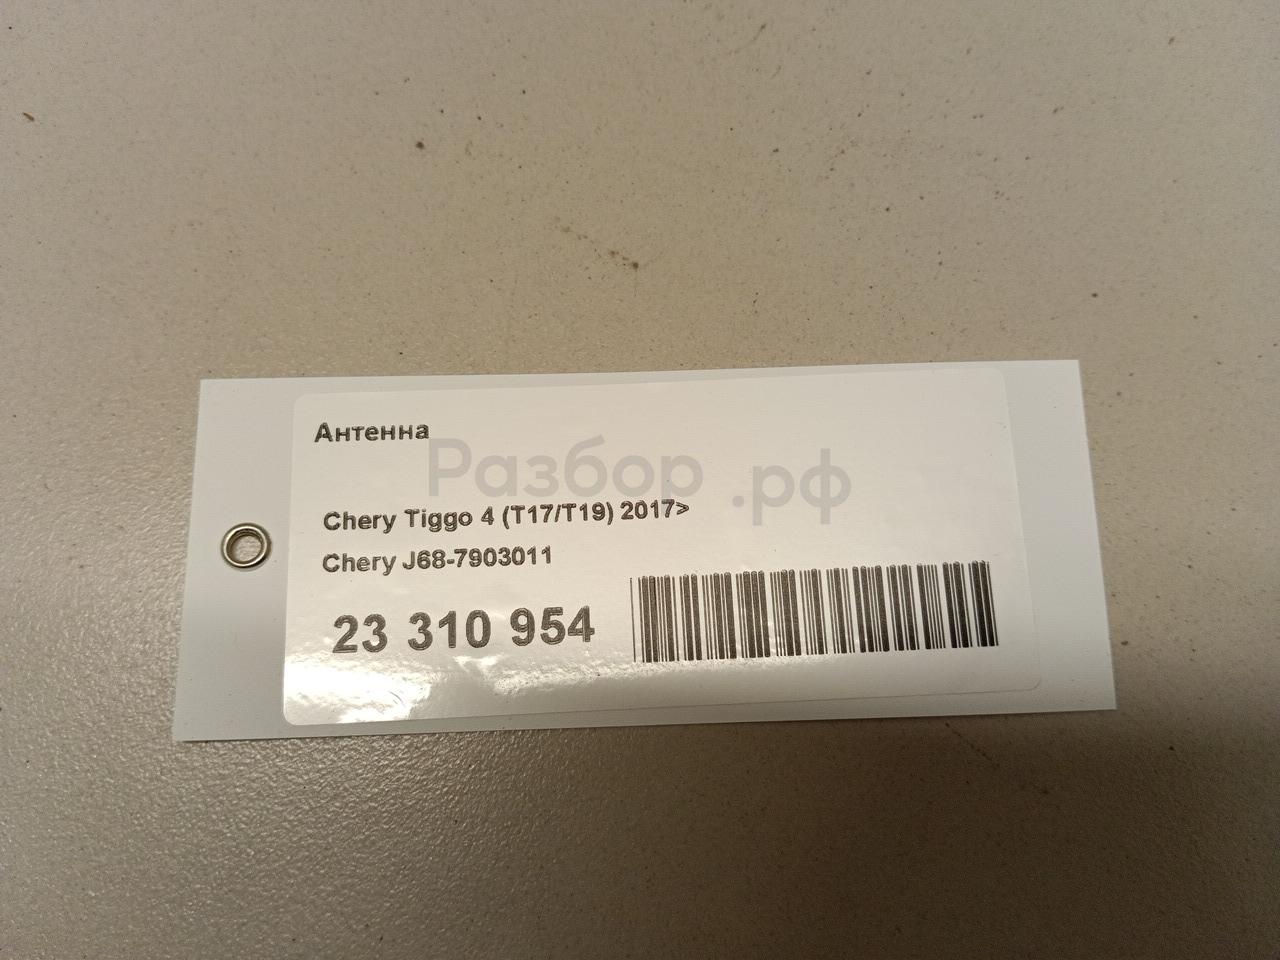 Антенна
Разбор.рф
Chery Tiggo 4 (T17/T19) 2017>
Chery J68-7903011
23 310 954